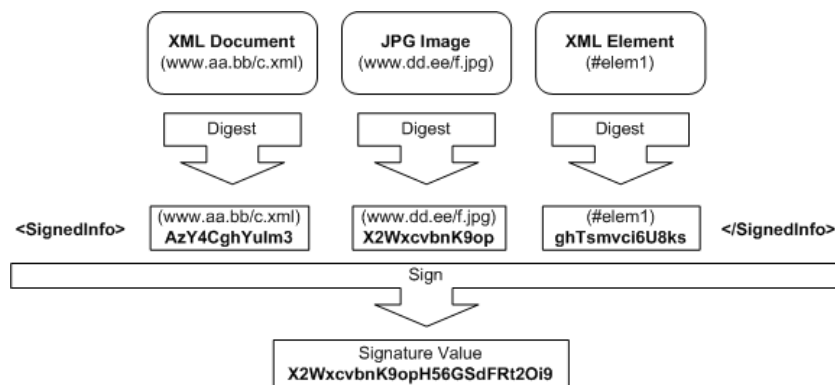 XML Document
(www.aa.bb/c.xml)
JPG Image
(www.dd.ee/f.jpg)
XML Element
(#elem1)
Digest
Digest
Digest
<SignedInfo>
(www.aa.bb/c.xml)
AzY4CghYulm3
(www.dd.ee/f.jpg)
X2WxcvbnK9op
(#elem1)
ghTsmvci6U8ks
</SignedInfo>
Sign
Signature Value
X2WxcvbnK9opH56GSdFRt2Oi9